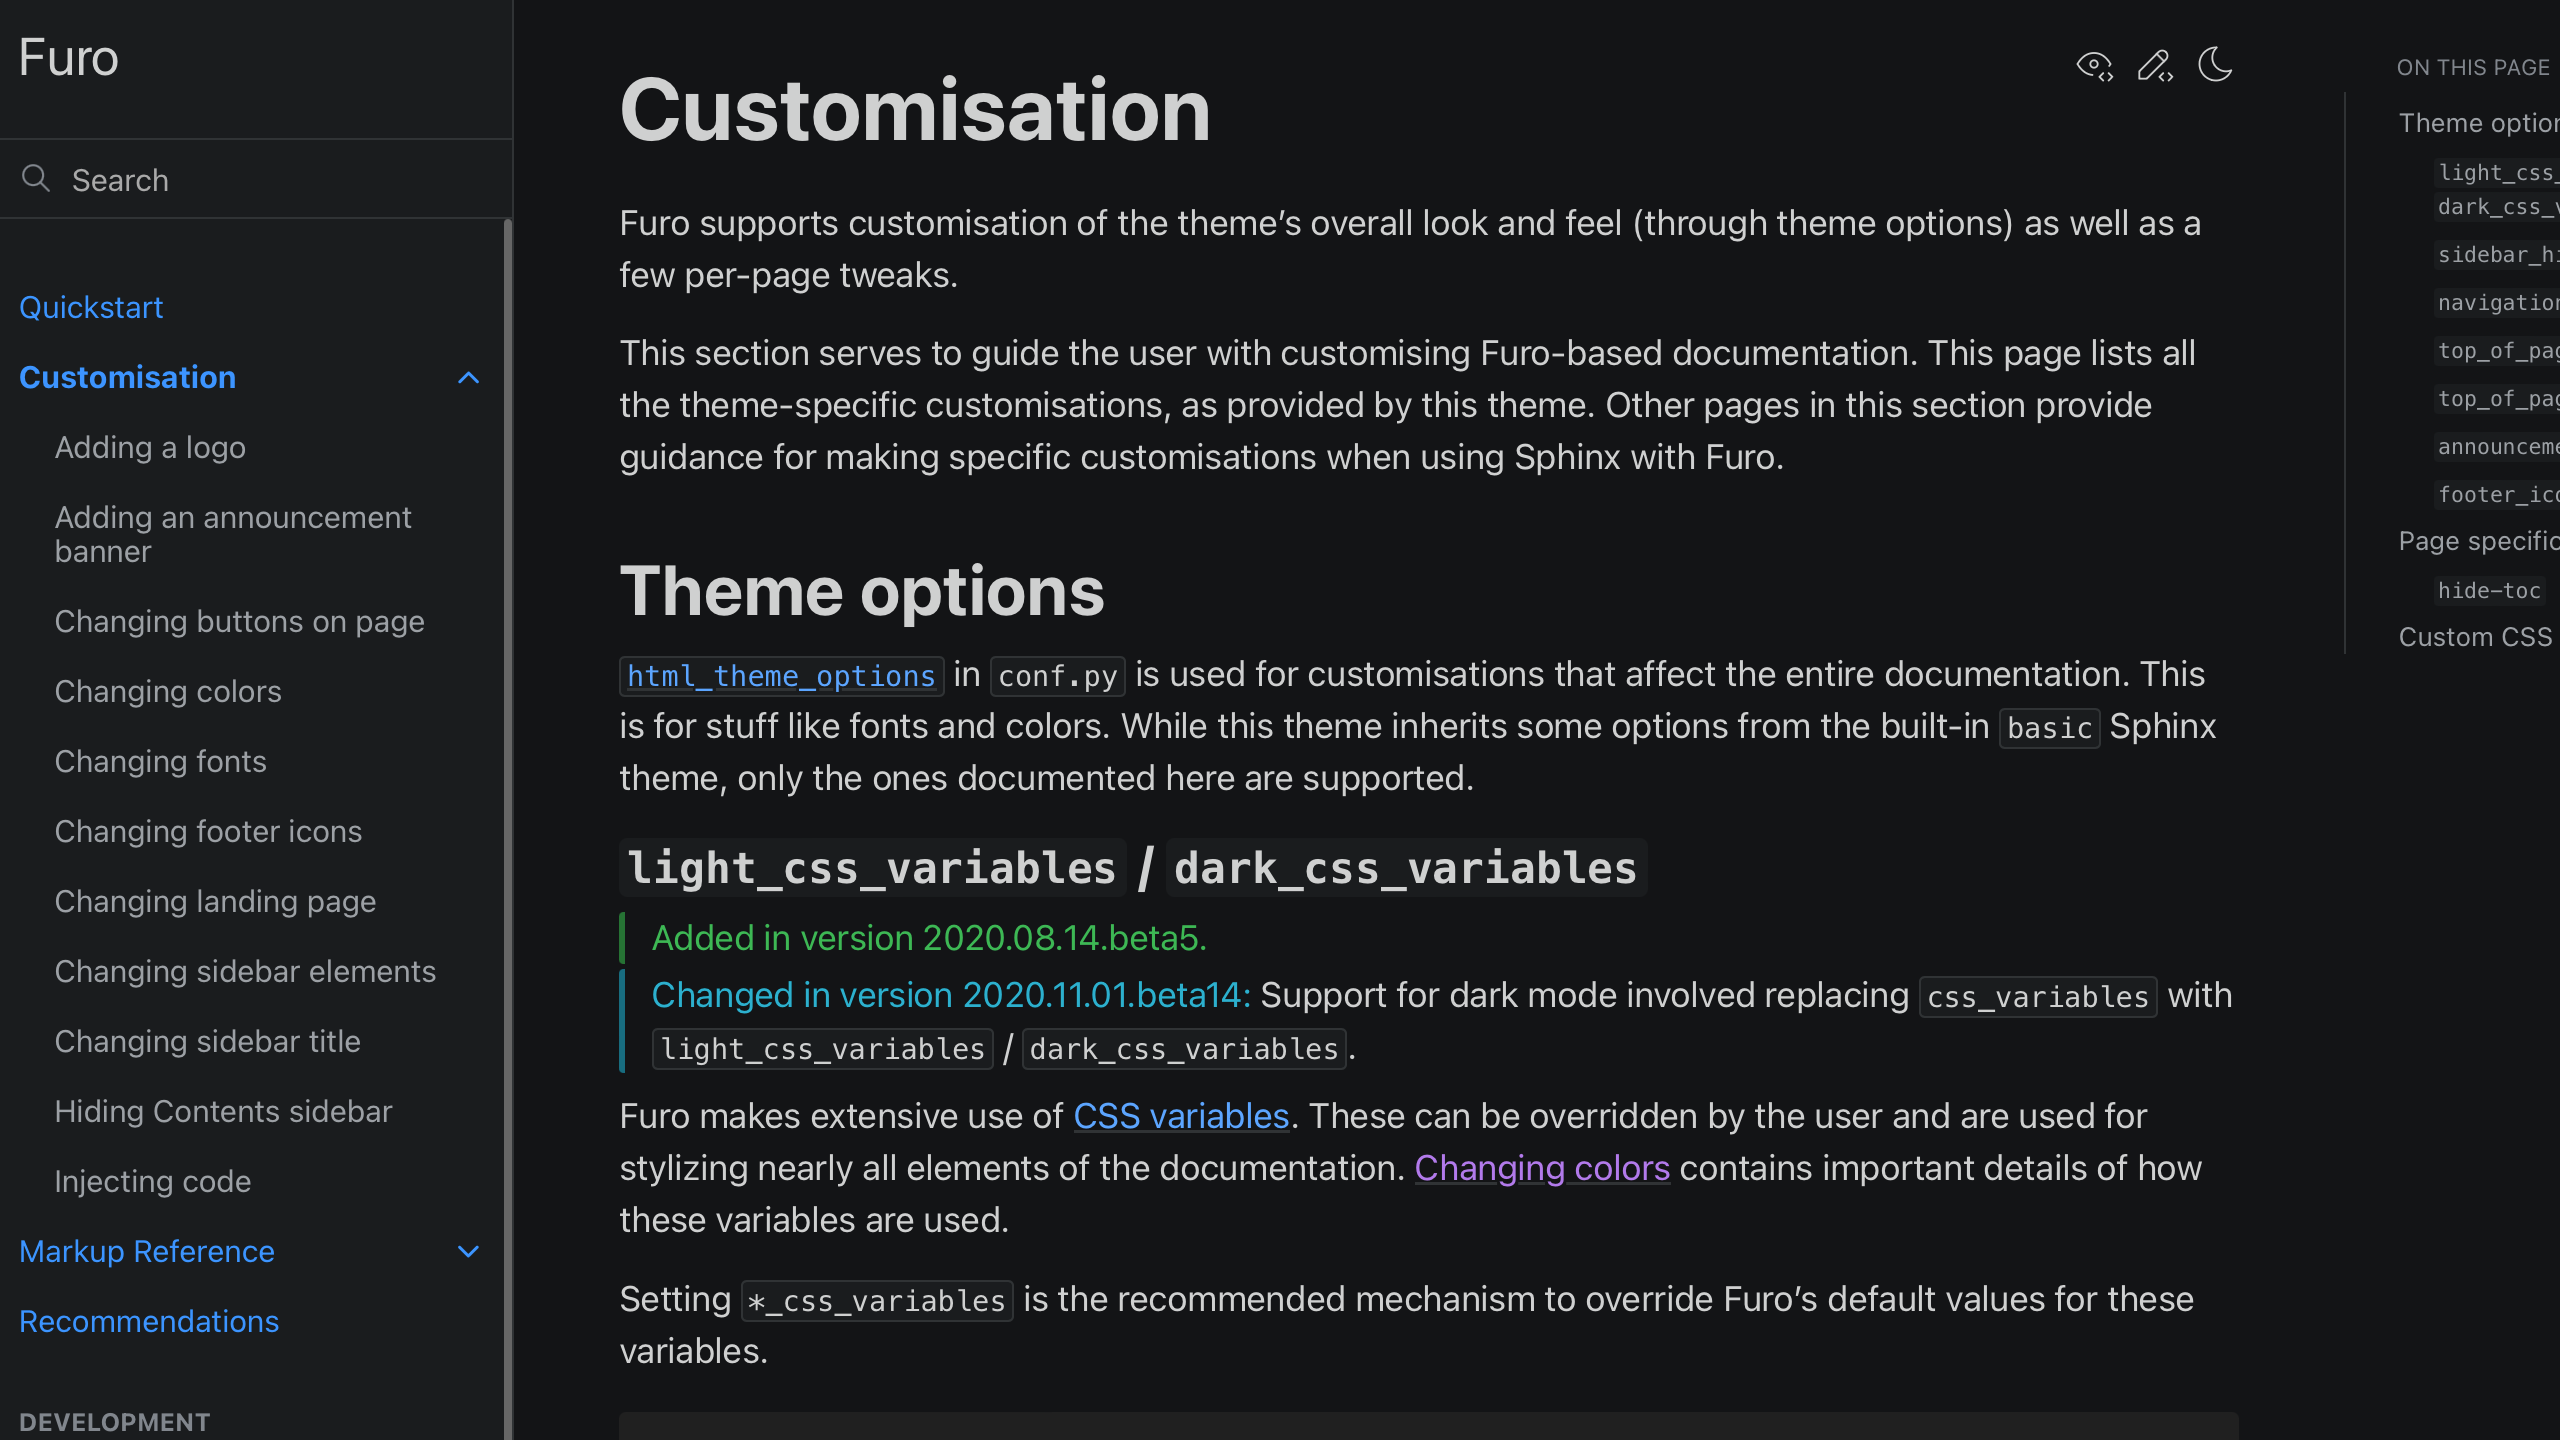 Furo
Search
Quickstart
Customisation
Adding a logo
Adding an announcement
banner
Changing buttons on page
Changing colors
Changing fonts
Changing footer icons
Changing landing page
Changing sidebar elements
Changing sidebar title
Hiding Contents sidebar
Injecting code
Markup Reference
Recommendations
DEVELOPMENT
Customisation
Furo supports customisation of the theme’s overall look and feel (through theme options) as well as a
few per-page tweaks.
This section serves to guide the user with customising Furo-based documentation. This page lists all
the theme-specific customisations, as provided by this theme. Other pages in this section provide
guidance for making specific customisations when using Sphinx with Furo.
Theme options
html_theme_options in conf.py is used for customisations that affect the entire documentation. This
is for stuff like fonts and colors. While this theme inherits some options from the built-in basic Sphinx
theme, only the ones documented here are supported.
light_css_variables / dark_css_variables
Added in version 2020.08.14.beta5.
Changed in version 2020.11.01.beta14: Support for dark mode involved replacing css_variables with
light_css_variables / dark_css_variables.
Furo makes extensive use of CSS variables. These can be overridden by the user and are used for
stylizing nearly all elements of the documentation. Changing colors contains important details of how
these variables are used.
Setting *_css_variables is the recommended mechanism to override Furo’s default values for these
variables.
ON THIS PAGE
Theme option
light_css_
dark_css_v
sidebar_hi
navigation
top_of_pag
top_of_pag
announceme
footer_ico
Page specific
hide-toc
Custom CSS